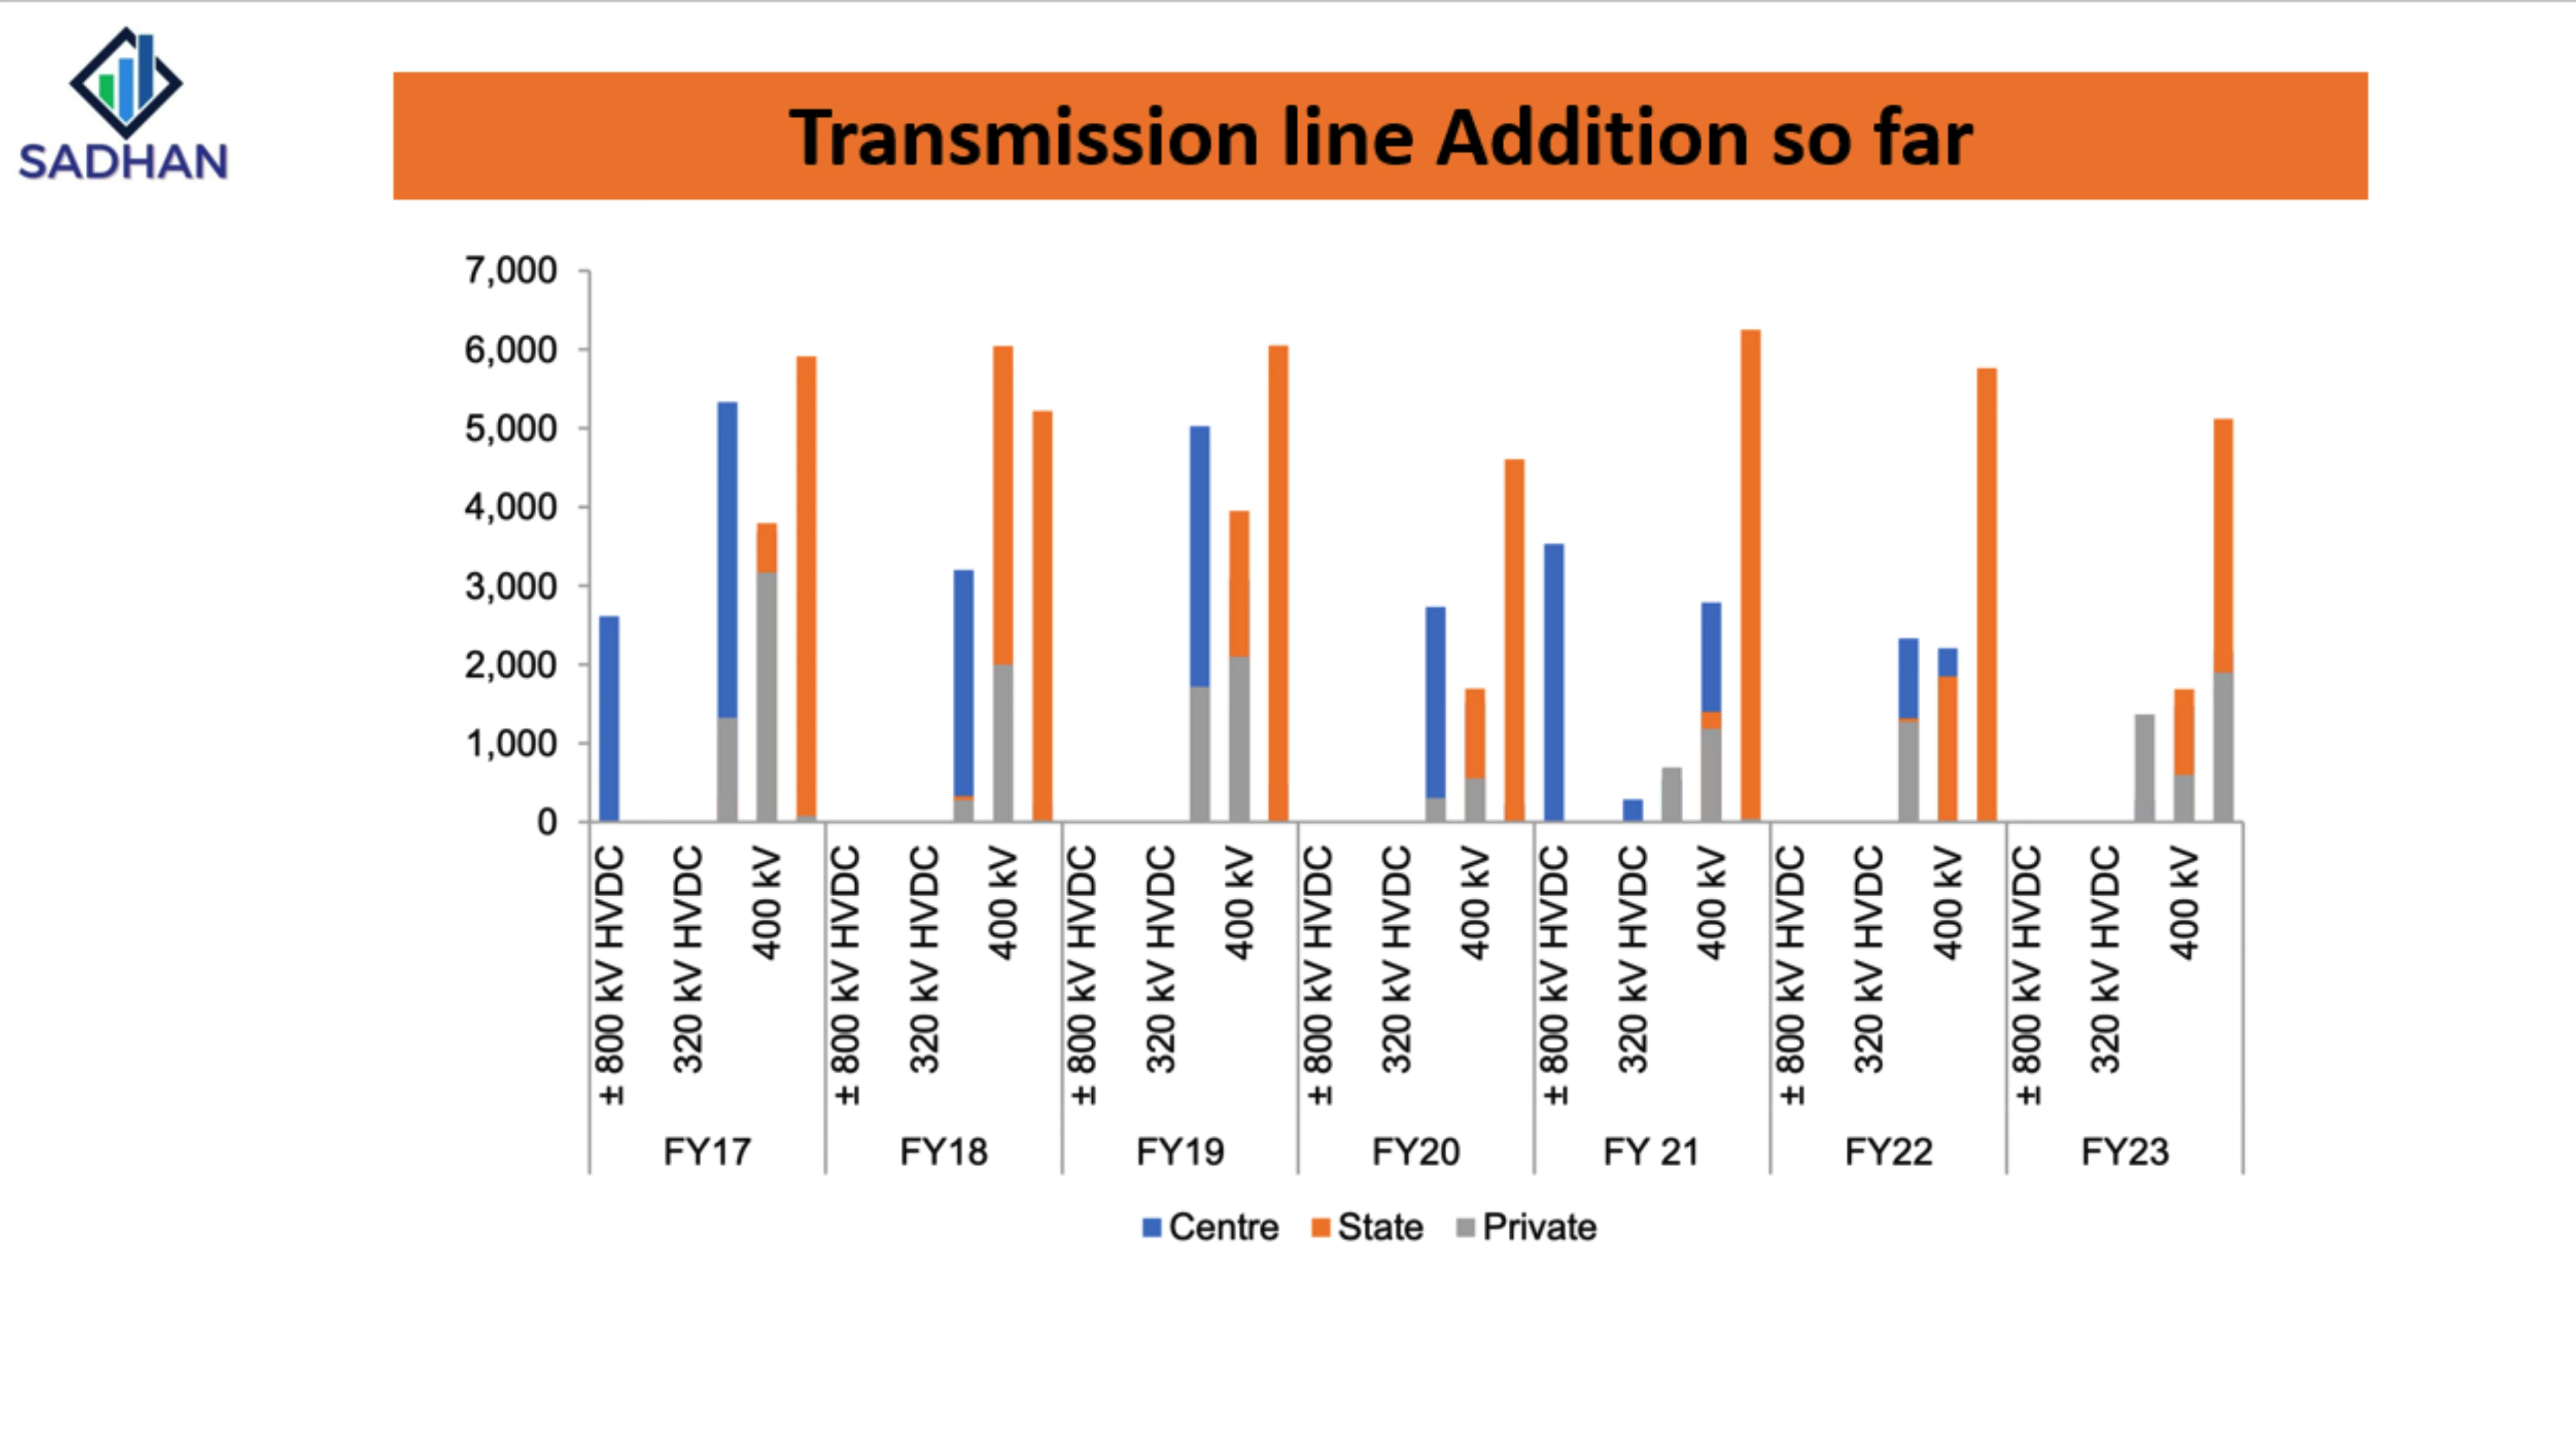 SADHAN
Transmission line Addition so far
7,000
6,000
5,000
4,000
3,000
2,000
1,000
0
± 800 kV HVDC
320 kV HVDC
400 kV
± 800 kV HVDC
320 kV HVDC
400 kV
± 800 kV HVDC
320 kV HVDC
400 kV
± 800 kV HVDC
320 kV HVDC
400 kV
± 800 kV HVDC
320 kV HVDC
400 kV
± 800 kV HVDC
320 kV HVDC
400 kV
± 800 kV HVDC
320 kV HVDC
400 kV
FY17 FY18 FY19 FY20 FY 21 FY22 FY23
Centre State Private